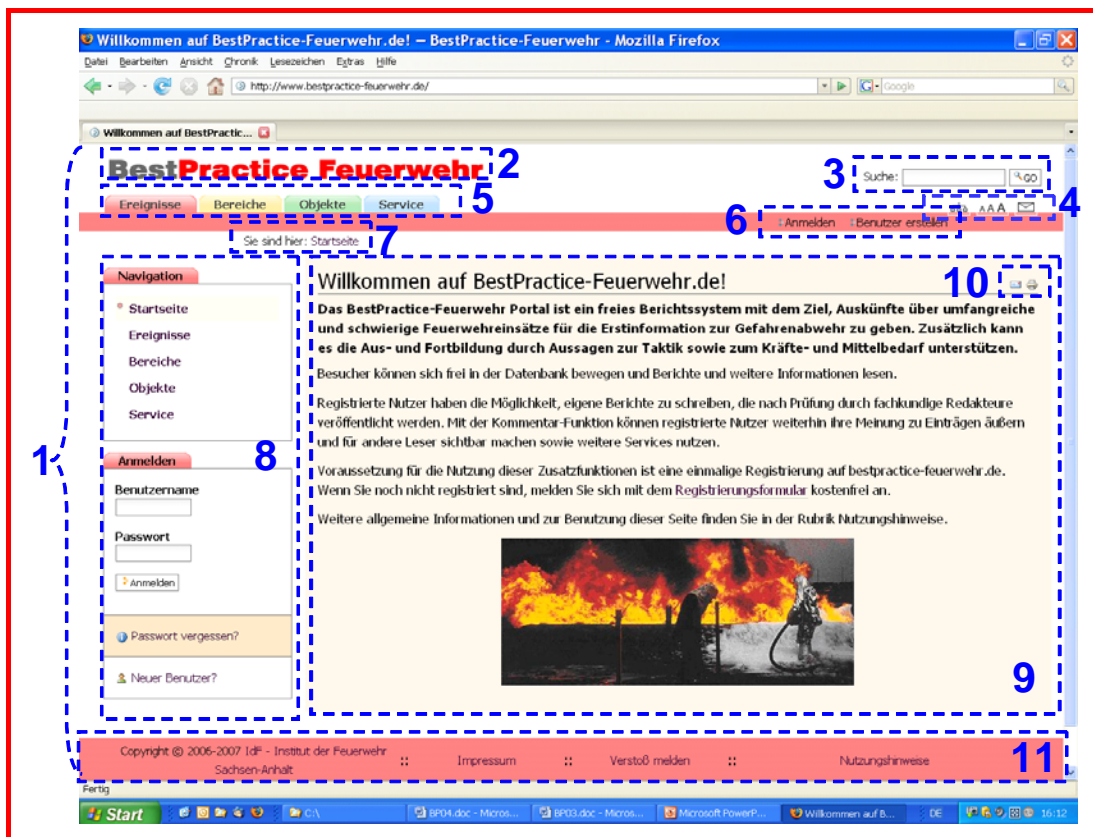 Willkommen auf BestPractice-Feuerwehr.de! — BestPractice-Feuerwehr - Mozilla Firefox
Datei Bearbeiten Ansicht Chronik Lesezeichen Extras Hilfe
http://www.bestpractice-feuerwehr.de/
Google
Willkommen auf BestPractic...
BestPractice Feuerwehr
2
Suche:
GO
3
Ereignisse Bereiche Objekte Service
5
AAA
4
6
Anmelden Benutzer erstellen
Sie sind hier: Startseite
7
Navigation
Startseite
Ereignisse
Bereiche
Objekte
Service
Anmelden
8
Benutzername
Passwort
Anmelden
Passwort vergessen?
Neuer Benutzer?
1
Willkommen auf BestPractice-Feuerwehr.de!
10
Das BestPractice-Feuerwehr Portal ist ein freies Berichtssystem mit dem Ziel, Auskünfte über umfangreiche
und schwierige Feuerwehreinsätze für die Erstinformation zur Gefahrenabwehr zu geben. Zusätzlich kann
es die Aus- und Fortbildung durch Aussagen zur Taktik sowie zum Kräfte- und Mittelbedarf unterstützen.
Besucher können sich frei in der Datenbank bewegen und Berichte und weitere Informationen lesen.
Registrierte Nutzer haben die Möglichkeit, eigene Berichte zu schreiben, die nach Prüfung durch fachkundige Redakteure
veröffentlicht werden. Mit der Kommentar-Funktion können registrierte Nutzer weiterhin ihre Meinung zu Einträgen äußern
und für andere Leser sichtbar machen sowie weitere Services nutzen.
Voraussetzung für die Nutzung dieser Zusatzfunktionen ist eine einmalige Registrierung auf bestpractice-feuerwehr.de.
Wenn Sie noch nicht registriert sind, melden Sie sich mit dem Registrierungsformular kostenfrei an.
Weitere allgemeine Informationen und zur Benutzung dieser Seite finden Sie in der Rubrik Nutzungshinweise.
9
Copyright © 2006-2007 IdF - Institut der Feuerwehr
Sachsen-Anhalt
:: Impressum :: Verstoß melden :: Nutzungshinweise
11
Fertig
Start C:\ BP04.doc - Micros... BP03.doc - Micros... Microsoft PowerP... Willkommen auf B... DE 16:12